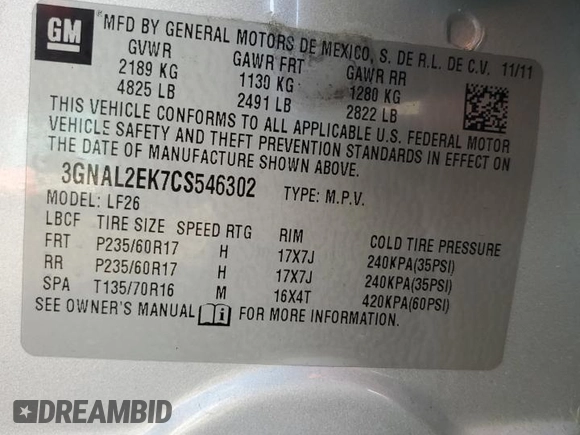 GM
*MFD BY GENERAL MOTORS DE MEXICO, S. DE R.L. DE C.V. 11/11
GVWR GAWR FRT GAWR RR
2189 KG 1130 KG 1280 KG
4825 LB 2491 LB 2822 LB
THIS VEHICLE CONFORMS TO ALL APPLICABLE U.S. FEDERAL MOTOR
VEHICLE SAFETY AND THEFT PREVENTION STANDARDS IN EFFECT ON
THE DATE OF MANUFACTURE SHOWN ABOVE.
3GNAL2EK7CS546302 TYPE: M.P.V.
MODEL: LF26
LBCF TIRE SIZE SPEED RTG RIM COLD TIRE PRESSURE
FRT P235/60R17 H 17X7J 240KPA(35PSI)
RR P235/60R17 H 17X7J 240KPA(35PSI)
SPA T135/70R16 M 16X4T 420KPA(60PSI)
SEE OWNER'S MANUAL FOR MORE INFORMATION.
DREAMBID